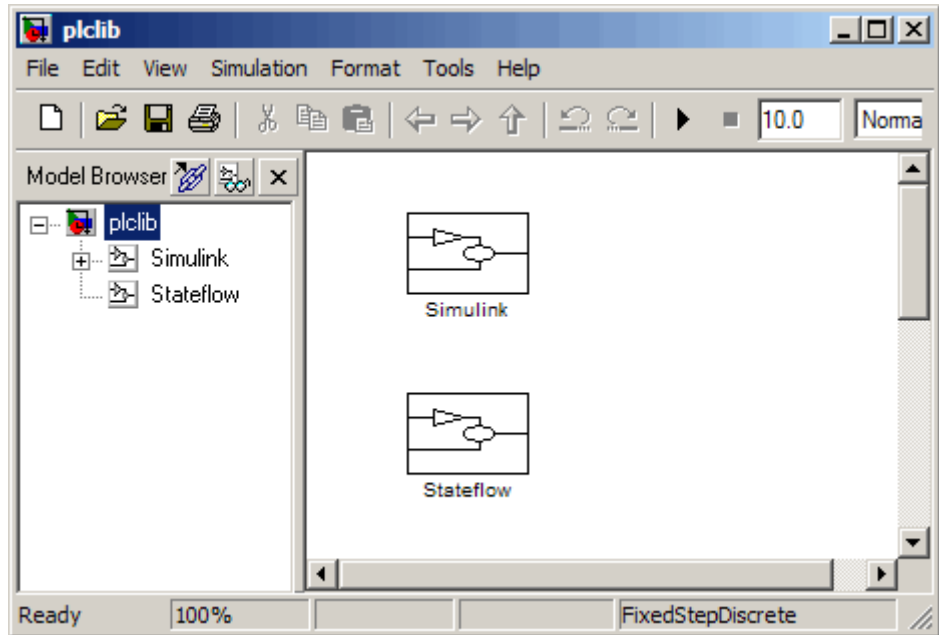 plclib
File Edit View Simulation Format Tools Help
10.0 Norma
Model Browser
plclib
Simulink
Stateflow
Simulink
Stateflow
Ready 100% FixedStepDiscrete